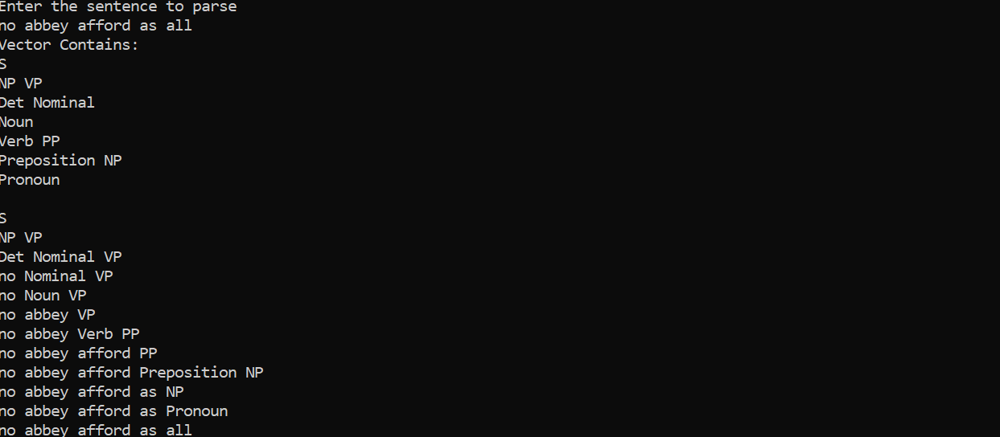 Enter the sentence to parse
no abbey afford as all
Vector Contains:
S
NP VP
Det Nominal
Noun
Verb PP
Preposition NP
Pronoun
S
NP VP
Det Nominal VP
no Nominal VP
no Noun VP
no abbey VP
no abbey Verb PP
no abbey afford PP
no abbey afford Preposition NP
no abbey afford as NP
no abbey afford as Pronoun
no abbey afford as all